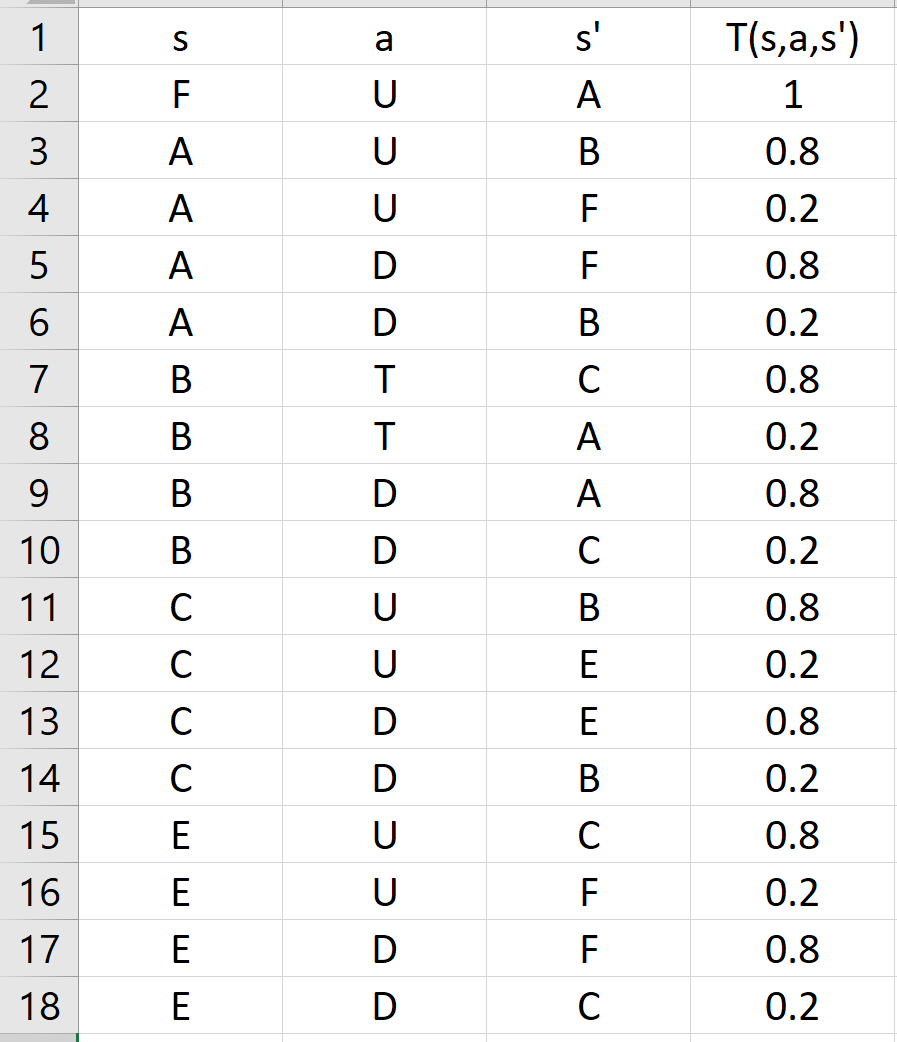 1 s a s' T(s,a,s')
2 F U A 1
3 A U B 0.8
4 A U F 0.2
5 A D F 0.8
6 A D B 0.2
7 B T C 0.8
8 B T A 0.2
9 B D A 0.8
10 B D C 0.2
11 C U B 0.8
12 C U E 0.2
13 C D E 0.8
14 C D B 0.2
15 E U C 0.8
16 E U F 0.2
17 E D F 0.8
18 E D C 0.2